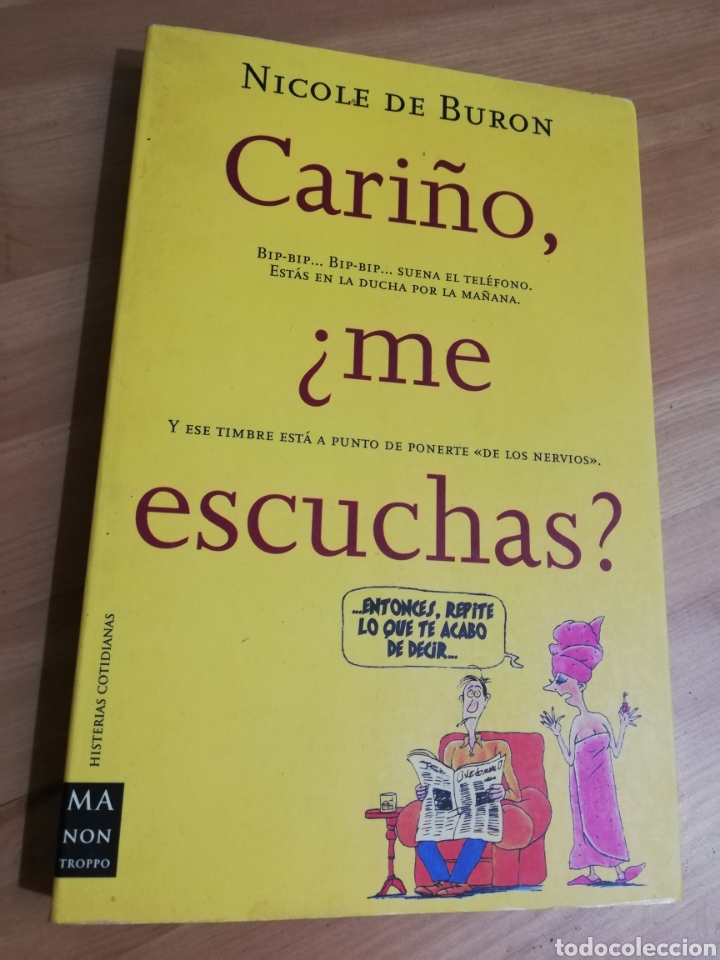 NICOLE DE BURON
Cariño,
BIP-BIP... BIP-BIP... SUENA EL TELÉFONO.
ESTÁS EN LA DUCHA POR LA MAÑANA.
¿me
Y ESE TIMBRE ESTÁ A PUNTO DE PONERTE «DE LOS NERVIOS».
escuchas?
...ENTONCES, REPITE
LO QUE TE ACABO
DE DECIR...
HISTERIAS COTIDIANAS
MA
NON
TROPPO
todocoleccion